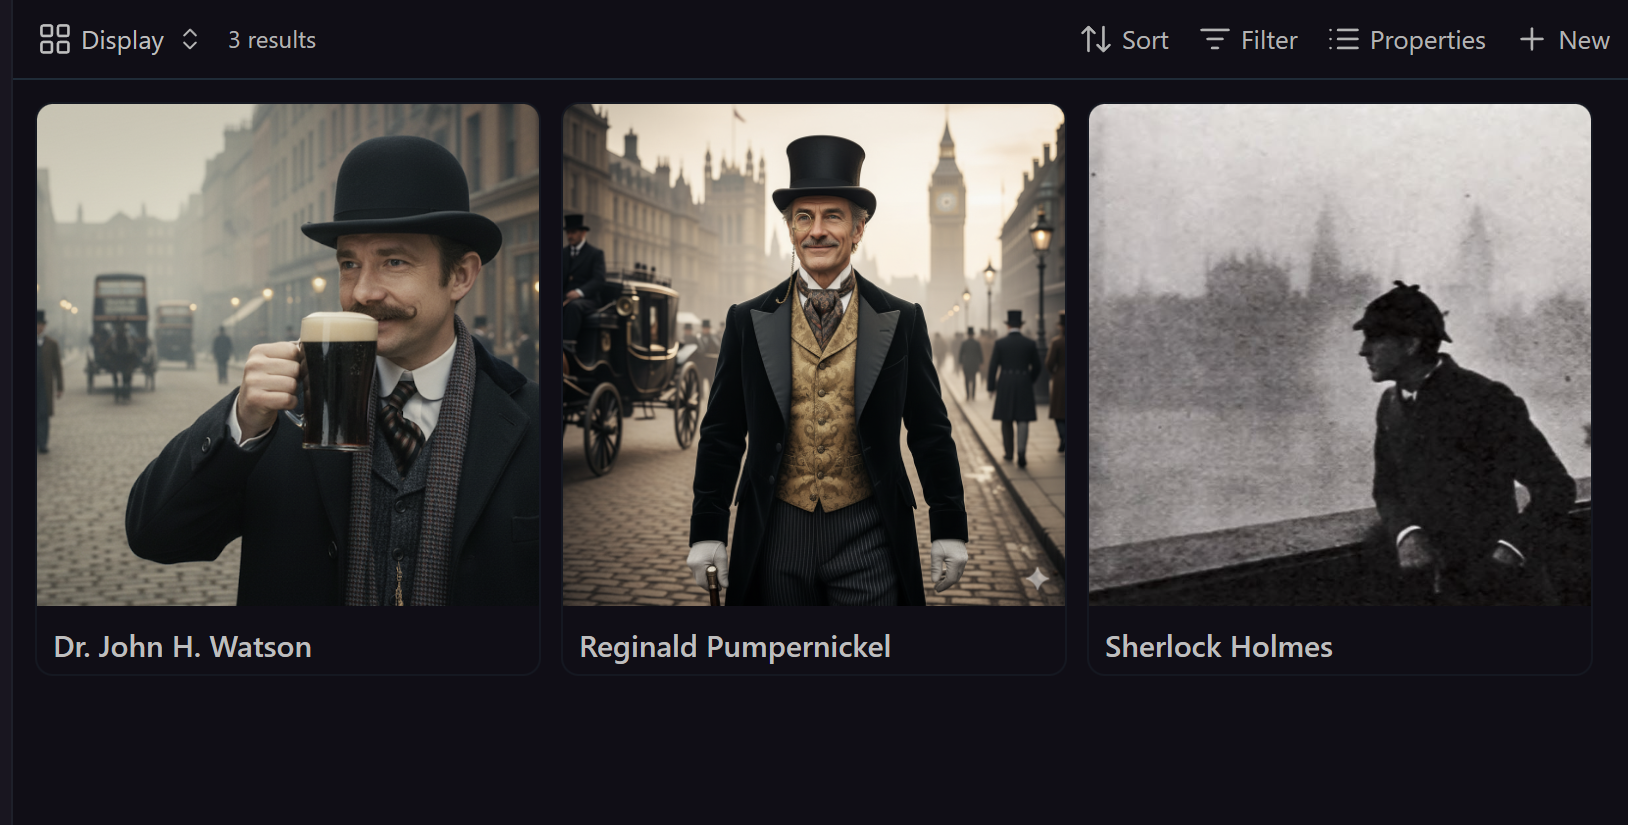 Display
3 results
Sort
Filter
Properties
New
Dr. John H. Watson
Reginald Pumpernickel
Sherlock Holmes